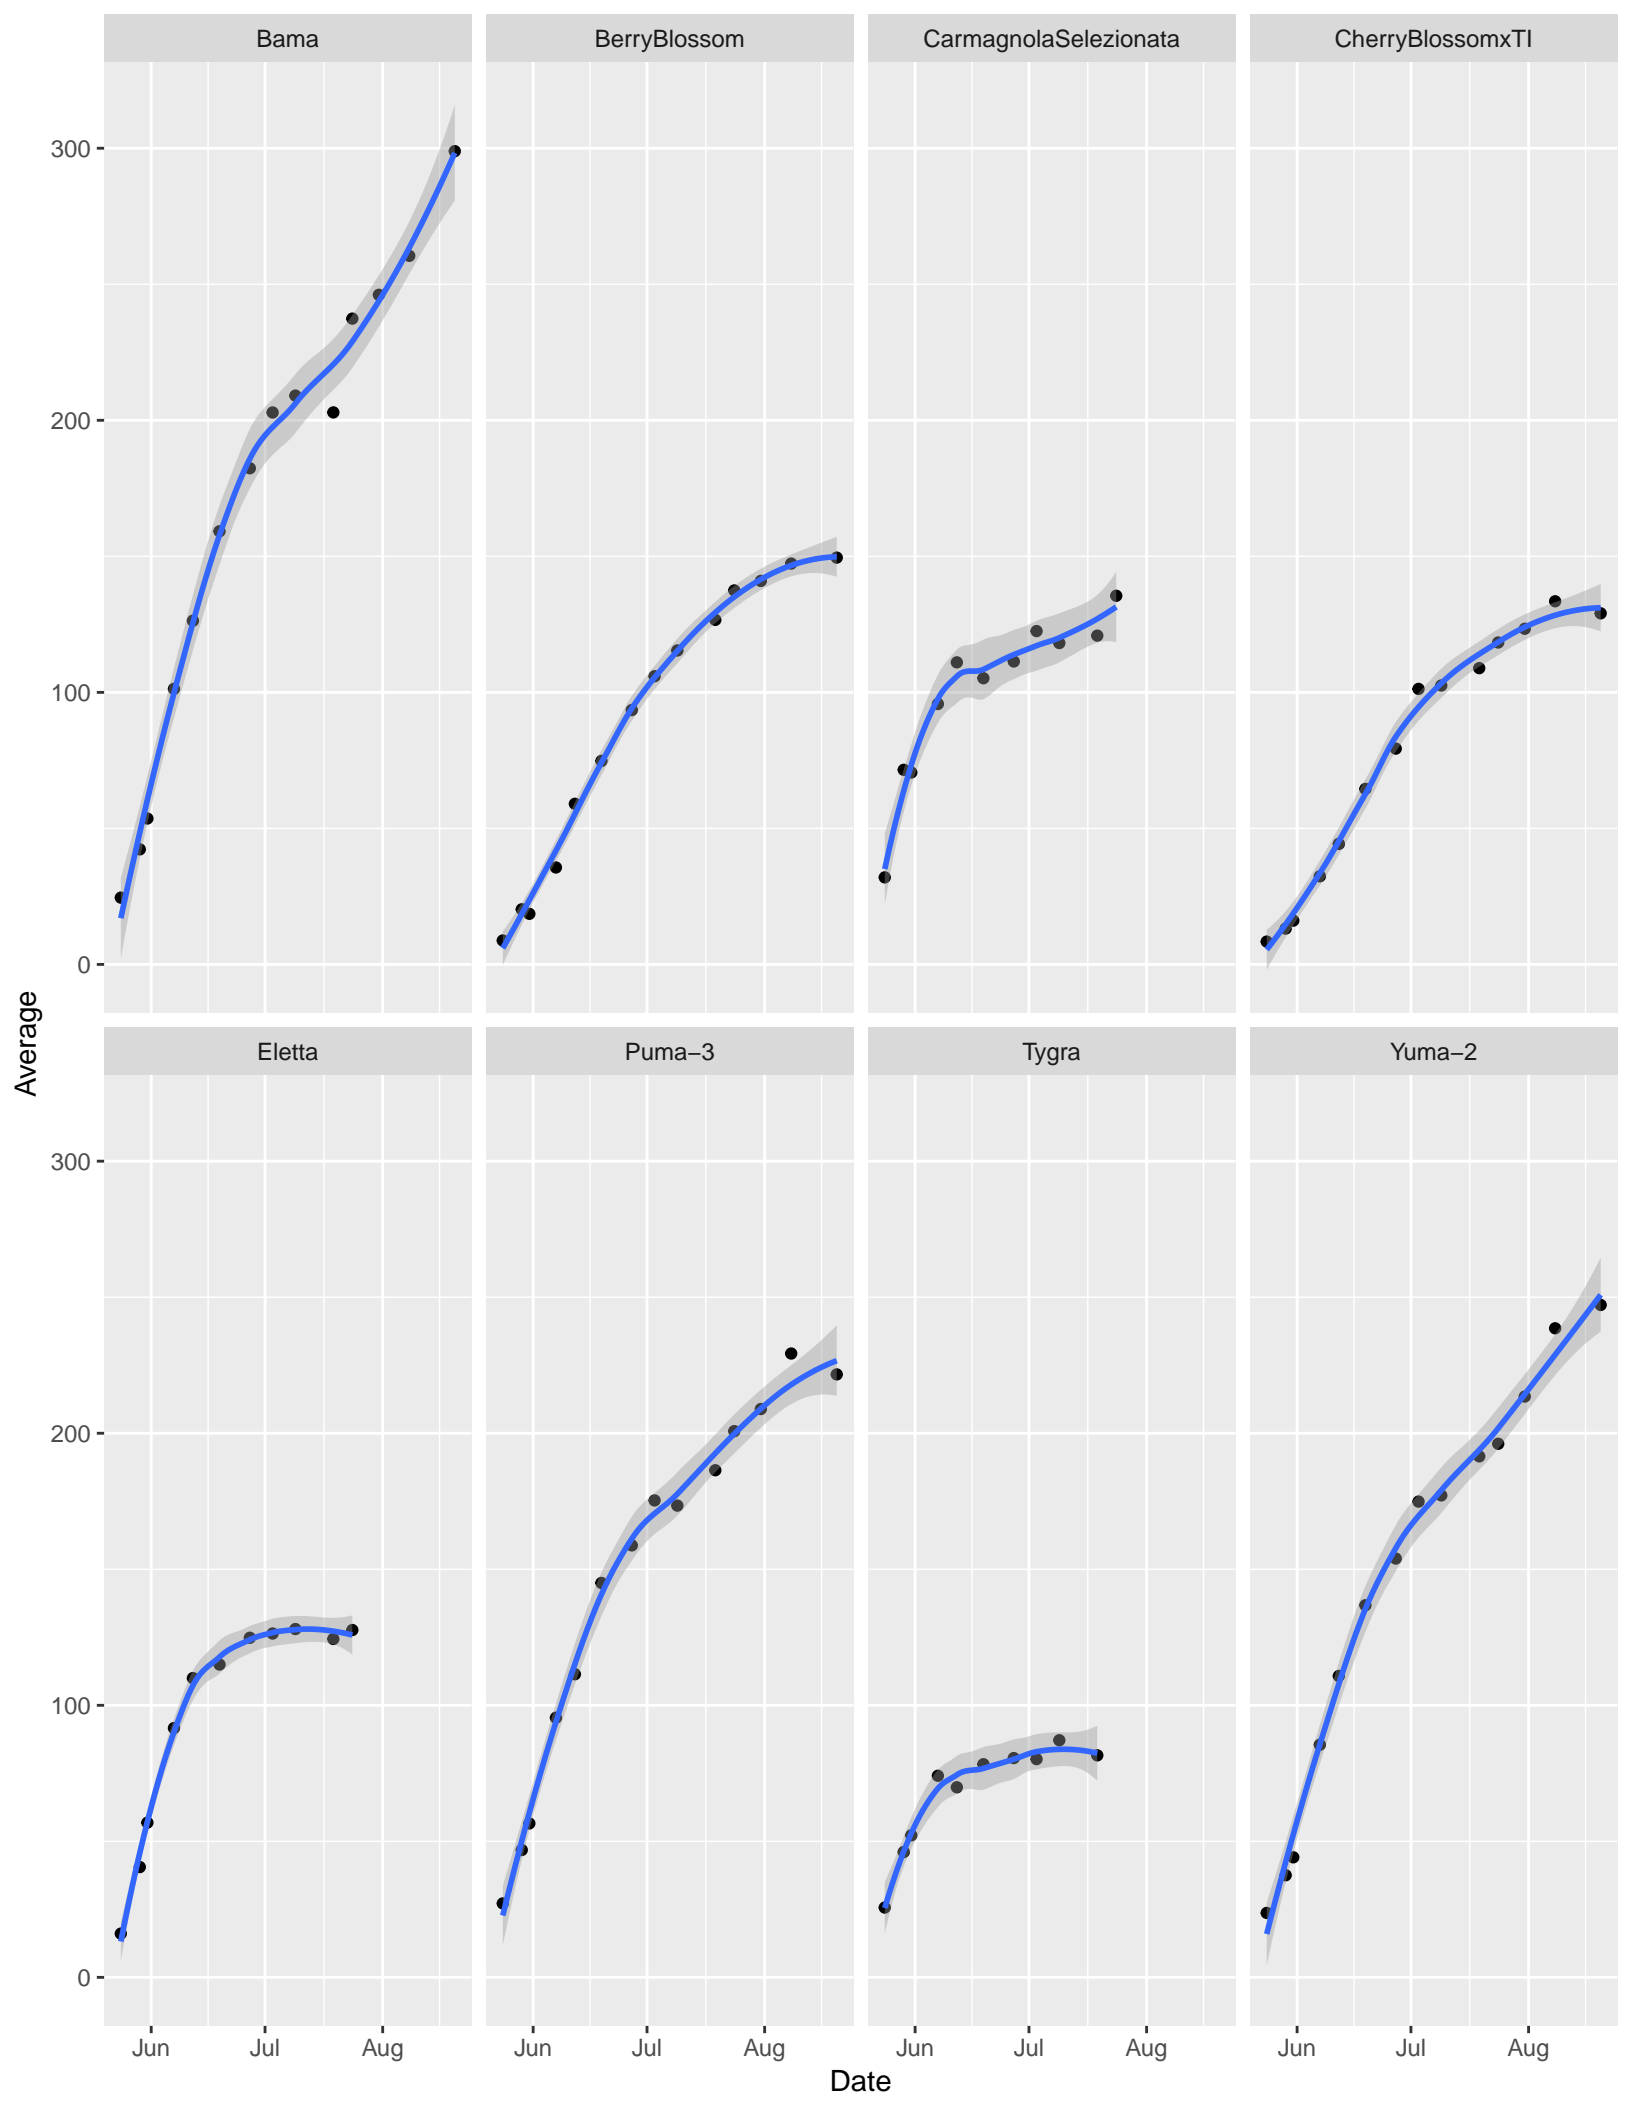 Bama
BerryBlossom
CarmagnolaSelezionata
CherryBlossomxTI
300
200
100
0
Average
Eletta
Puma−3
Tygra
Yuma−2
300
200
100
0
Jun Jul Aug
Jun Jul Aug
Jun Jul Aug
Jun Jul Aug
Date